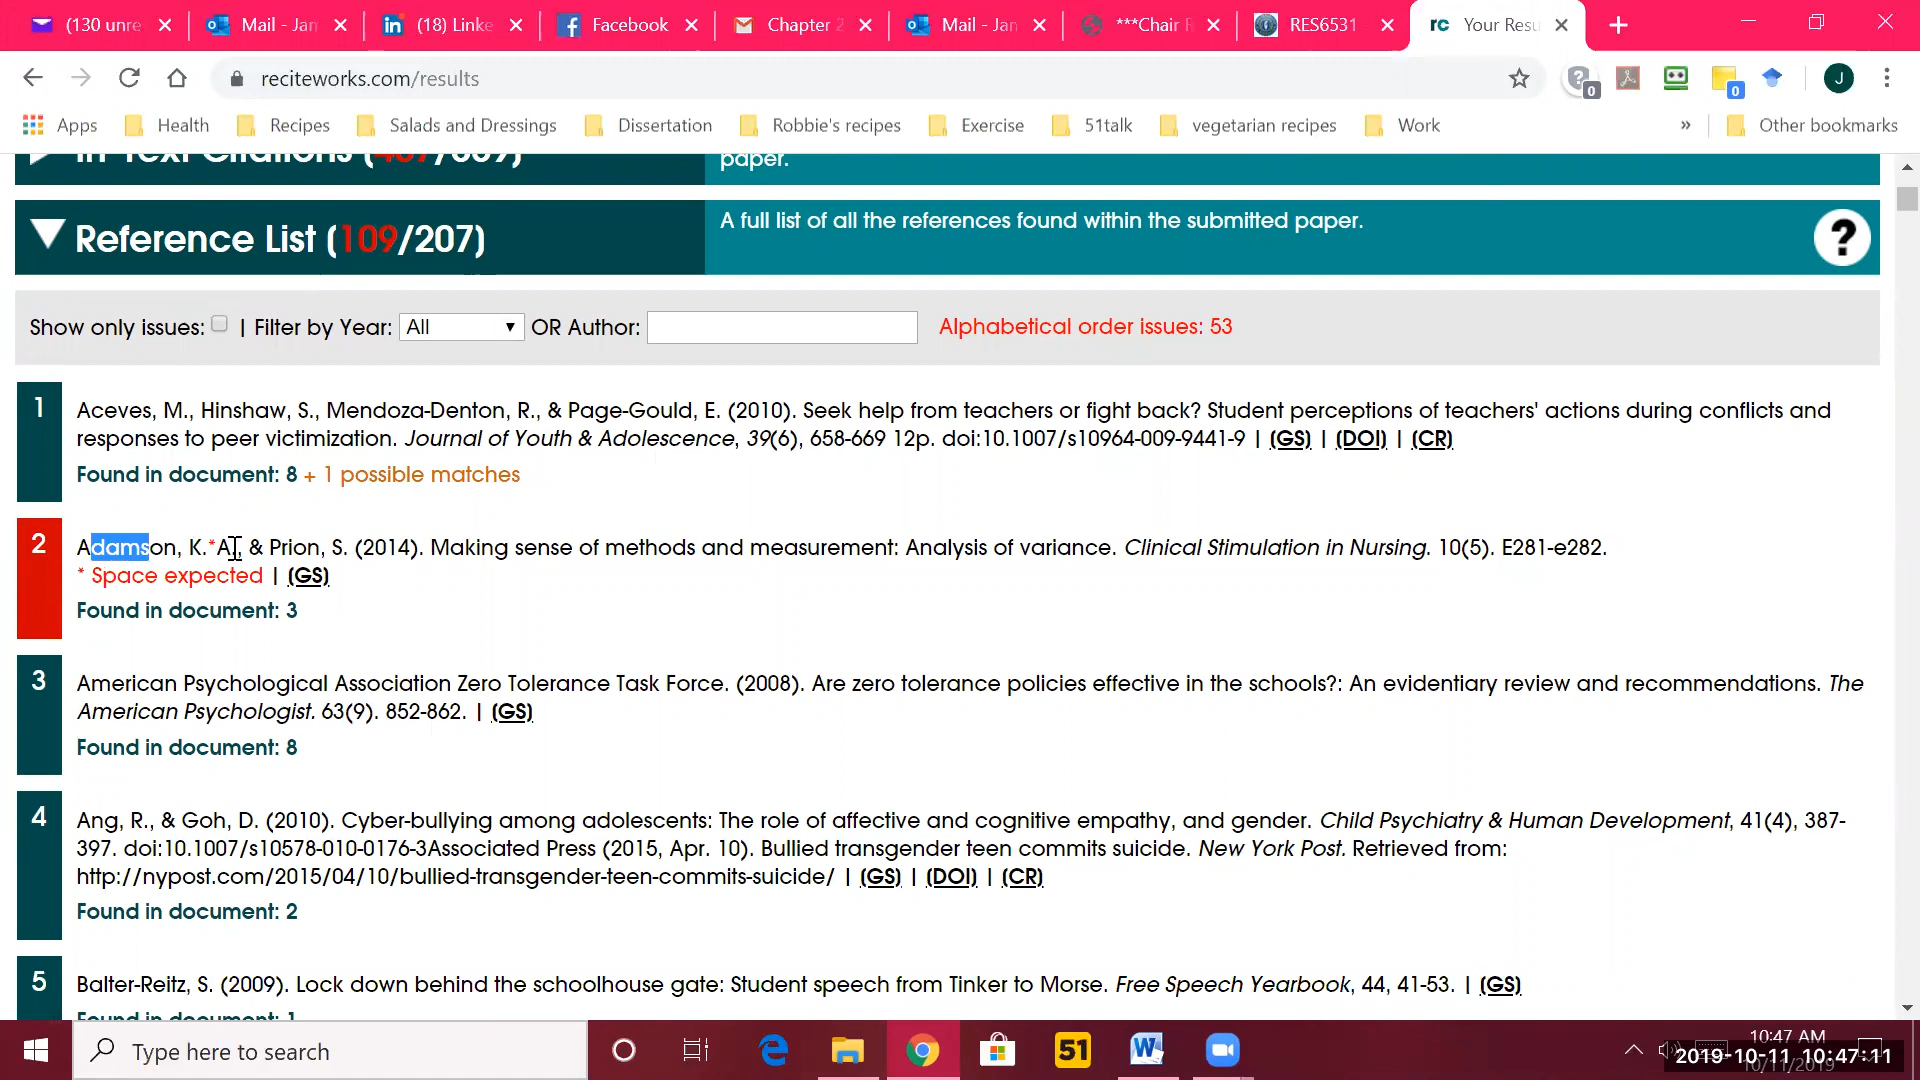 (130 unre
Mail - Jan
(18) Linke
Facebook
Chapter 2
Mail - Jan
***Chair R
RES6531
rc Your Resu
reciteworks.com/results
0
0
J
Apps
Health
Recipes
Salads and Dressings
Dissertation
Robbie's recipes
Exercise
51talk
vegetarian recipes
Work
»
Other bookmarks
In Text Citations
paper.
Reference List (109/207)
A full list of all the references found within the submitted paper.
?
Show only issues: | Filter by Year: All OR Author:
Alphabetical order issues: 53
1
Aceves, M., Hinshaw, S., Mendoza-Denton, R., & Page-Gould, E. (2010). Seek help from teachers or fight back? Student perceptions of teachers' actions during conflicts and
responses to peer victimization. Journal of Youth & Adolescence, 39(6), 658-669 12p. doi:10.1007/s10964-009-9441-9 | (GS) | (DOI) | (CR)
Found in document: 8 + 1 possible matches
2
Adamson, K.*A., & Prion, S. (2014). Making sense of methods and measurement: Analysis of variance. Clinical Stimulation in Nursing. 10(5). E281-e282.
* Space expected | (GS)
Found in document: 3
3
American Psychological Association Zero Tolerance Task Force. (2008). Are zero tolerance policies effective in the schools?: An evidentiary review and recommendations. The
American Psychologist. 63(9). 852-862. | (GS)
Found in document: 8
4
Ang, R., & Goh, D. (2010). Cyber-bullying among adolescents: The role of affective and cognitive empathy, and gender. Child Psychiatry & Human Development, 41(4), 387-
397. doi:10.1007/s10578-010-0176-3Associated Press (2015, Apr. 10). Bullied transgender teen commits suicide. New York Post. Retrieved from:
http://nypost.com/2015/04/10/bullied-transgender-teen-commits-suicide/ | (GS) | (DOI) | (CR)
Found in document: 2
5
Balter-Reitz, S. (2009). Lock down behind the schoolhouse gate: Student speech from Tinker to Morse. Free Speech Yearbook, 44, 41-53. | (GS)
Found in document: 1
Type here to search
51
10:47 AM
10/11/2019
2019-10-11 10:47:11